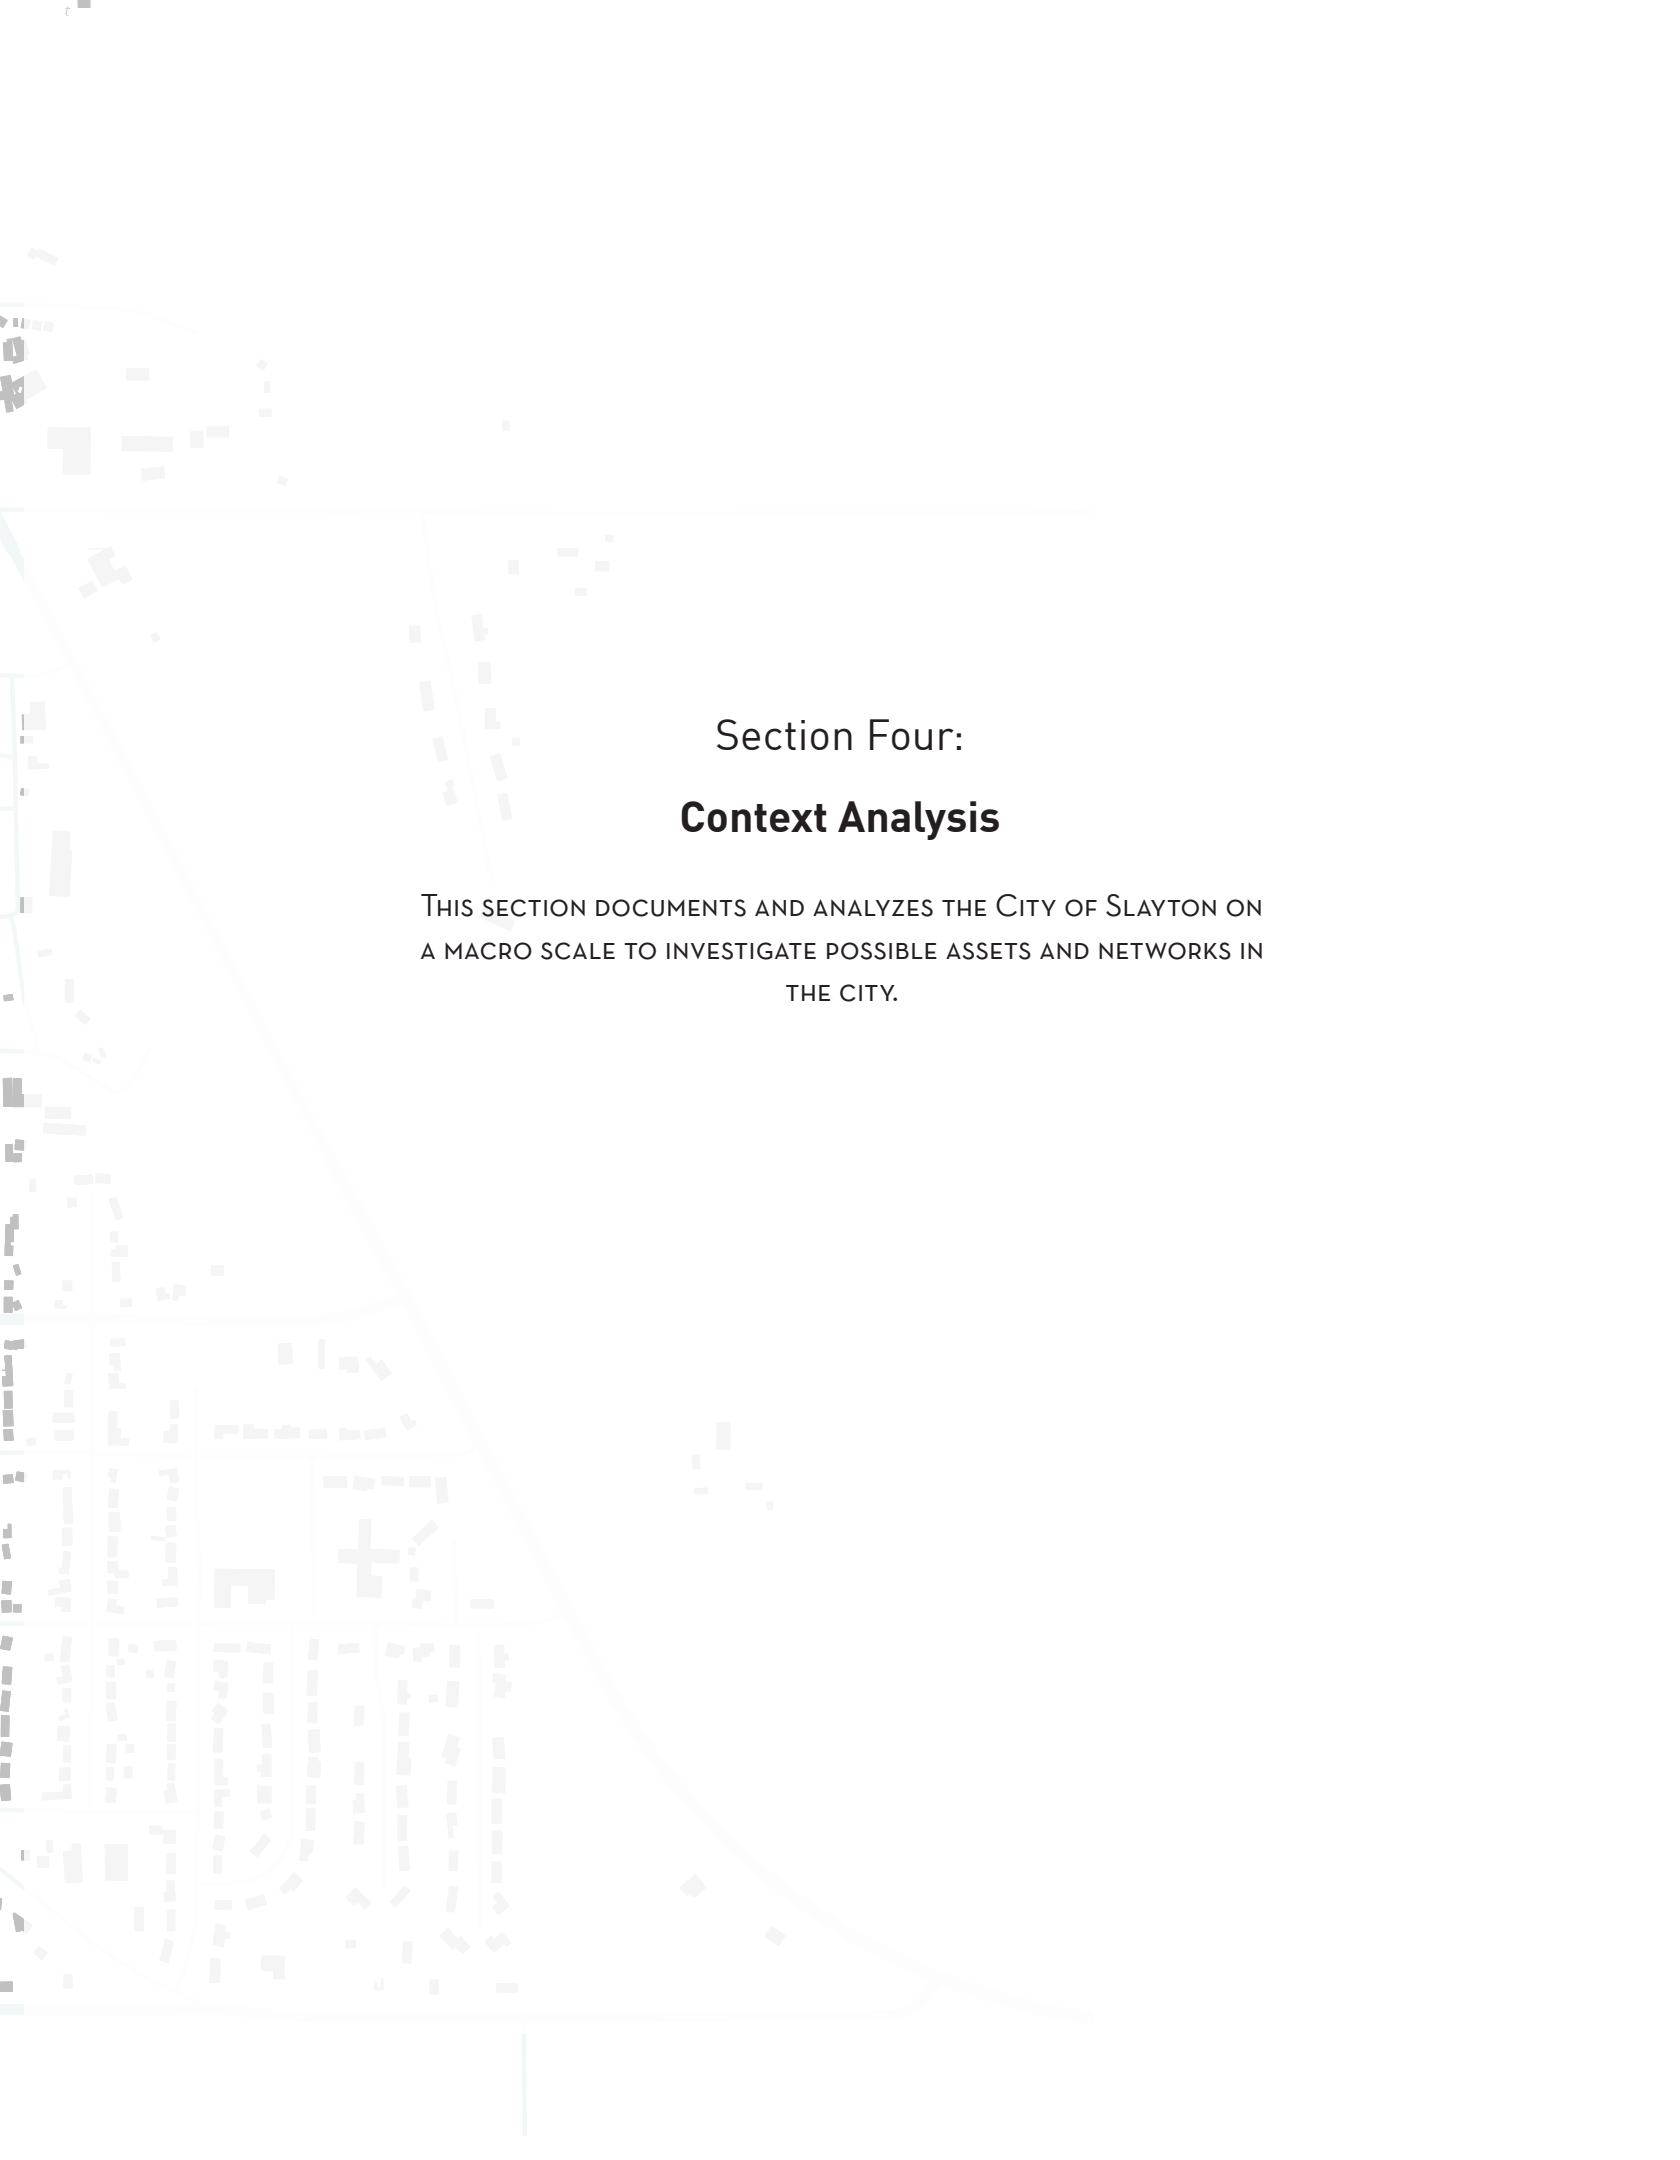 t
Section Four:
Context Analysis
This section documents and analyzes the City of Slayton on
a macro scale to investigate possible assets and networks in
the city.